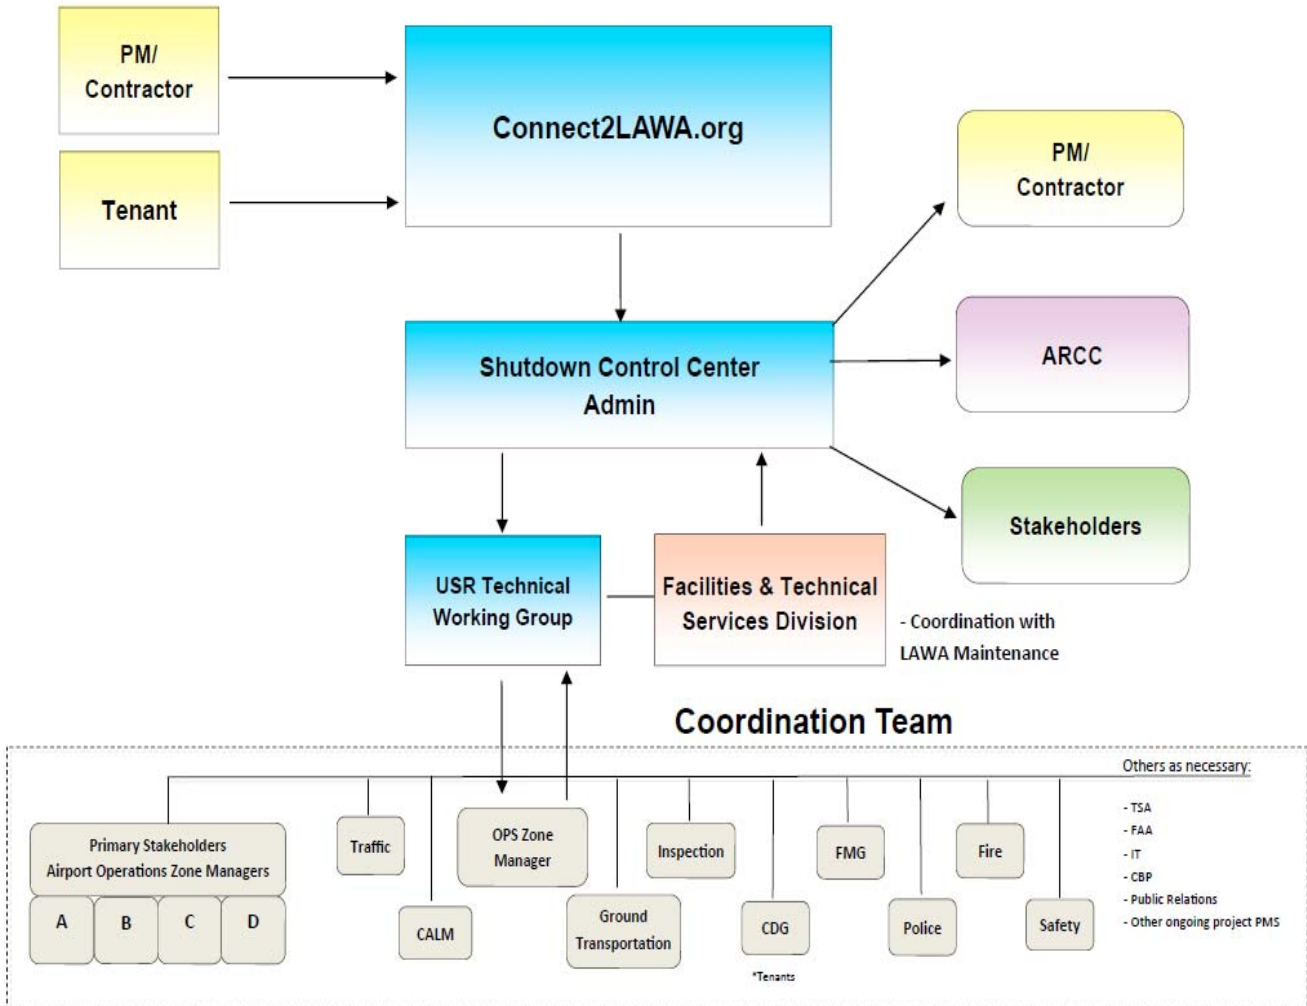 PM/
Contractor
Connect2LAWA.org
PM/
Contractor
Tenant
ARCC
Shutdown Control Center
Admin
Stakeholders
USR Technical
Working Group
Facilities & Technical
Services Division
- Coordination with
LAWA Maintenance
Coordination Team
Others as necessary:
- TSA
- FAA
- IT
- CBP
- Public Relations
- Other ongoing project PMS
Primary Stakeholders
Airport Operations Zone Managers
A
B
C
D
Traffic
CALM
OPS Zone
Manager
Ground
Transportation
Inspection
CDG
*Tenants
FMG
Police
Fire
Safety